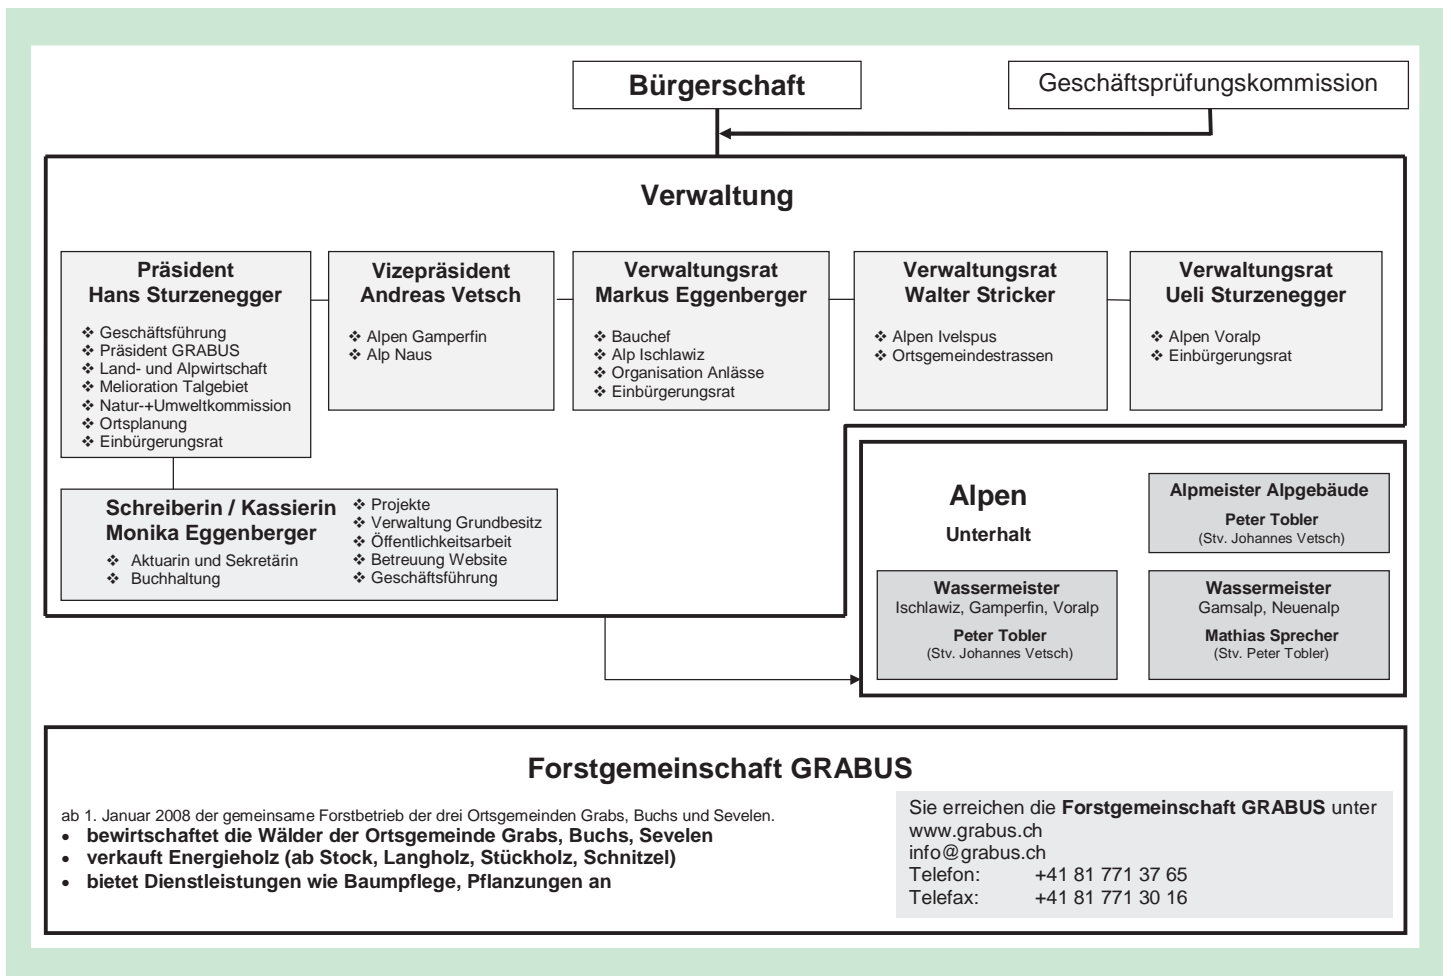 Bürgerschaft
Geschäftsprüfungskommission
Verwaltung
Präsident
Hans Sturzenegger
❖ Geschäftsführung
❖ Präsident GRABUS
❖ Land- und Alpwirtschaft
❖ Melioration Talgebiet
❖ Natur-+Umweltkommission
❖ Ortsplanung
❖ Einbürgerungsrat
Vizepräsident
Andreas Vetsch
❖ Alpen Gamperfin
❖ Alp Naus
Verwaltungsrat
Markus Eggenberger
❖ Bauchef
❖ Alp Ischlawiz
❖ Organisation Anlässe
❖ Einbürgerungsrat
Verwaltungsrat
Walter Stricker
❖ Alpen Ivelspus
❖ Ortsgemeindestrassen
Verwaltungsrat
Ueli Sturzenegger
❖ Alpen Voralp
❖ Einbürgerungsrat
Schreiberin / Kassierin
Monika Eggenberger
❖ Aktuarin und Sekretärin
❖ Buchhaltung
❖ Projekte
❖ Verwaltung Grundbesitz
❖ Öffentlichkeitsarbeit
❖ Betreuung Website
❖ Geschäftsführung
Alpen
Unterhalt
Alpmeister Alpgebäude
Peter Tobler
(Stv. Johannes Vetsch)
Wassermeister
Ischlawiz, Gamperfin, Voralp
Peter Tobler
(Stv. Johannes Vetsch)
Wassermeister
Gamsalp, Neuenalp
Mathias Sprecher
(Stv. Peter Tobler)
Forstgemeinschaft GRABUS
ab 1. Januar 2008 der gemeinsame Forstbetrieb der drei Ortsgemeinden Grabs, Buchs und Sevelen.
• bewirtschaftet die Wälder der Ortsgemeinde Grabs, Buchs, Sevelen
• verkauft Energieholz (ab Stock, Langholz, Stückholz, Schnitzel)
• bietet Dienstleistungen wie Baumpflege, Pflanzungen an
Sie erreichen die Forstgemeinschaft GRABUS unter
www.grabus.ch
info@grabus.ch
Telefon: +41 81 771 37 65
Telefax: +41 81 771 30 16